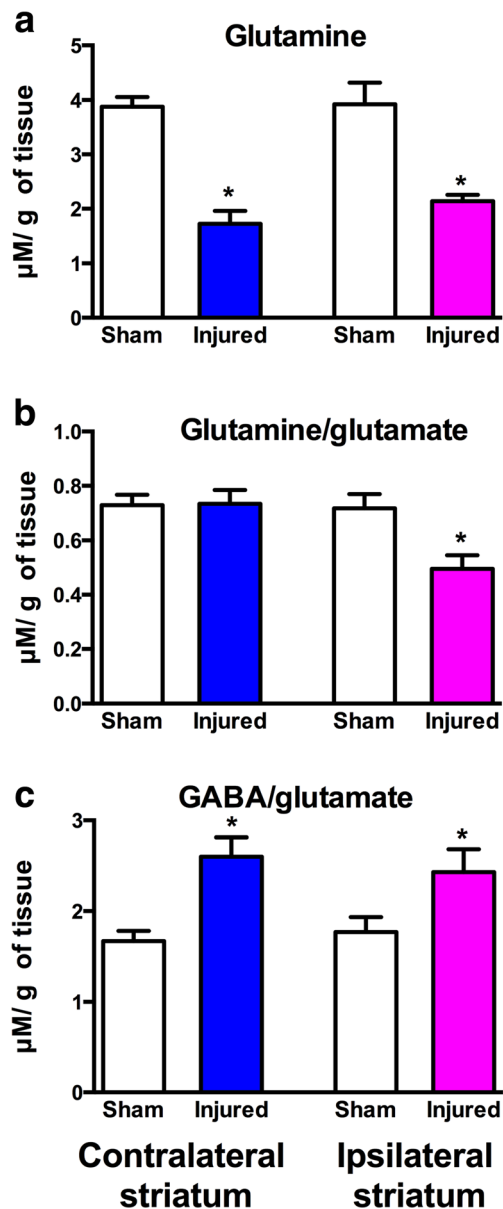 a
Glutamine
µM/ g of tissue
5
4
3
2
1
0
*
*
Sham Injured Sham Injured
b
Glutamine/glutamate
µM/ g of tissue
1.0
0.8
0.6
0.4
0.2
0.0
*
Sham Injured Sham Injured
c
GABA/glutamate
µM/ g of tissue
3
2
1
0
*
*
Sham Injured Sham Injured
Contralateral Ipsilateral
striatum striatum